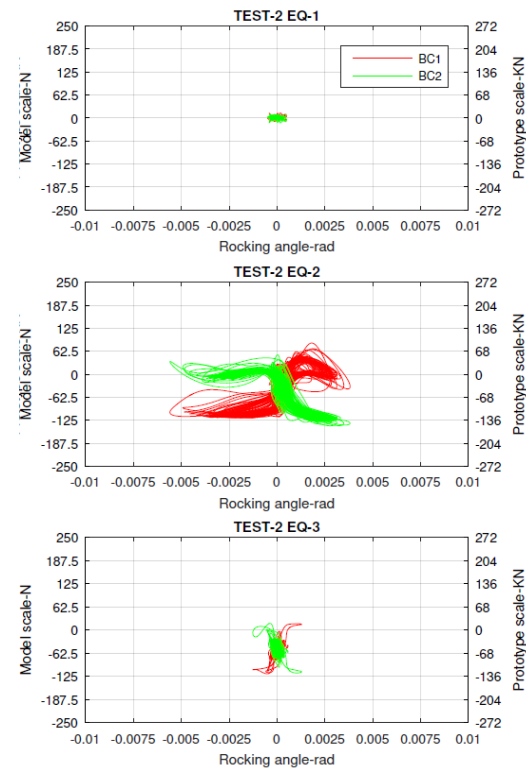 TEST-2 EQ-1
250 272
187.5 204
125 136
62.5 68
0 0
-62.5 -68
-125 -136
-187.5 -204
-250 -272
Model scale-N
Prototype scale-KN
BC1
BC2
-0.01 -0.0075 -0.005 -0.0025 0 0.0025 0.005 0.0075 0.01
Rocking angle-rad
TEST-2 EQ-2
250 272
187.5 204
125 136
62.5 68
0 0
-62.5 -68
-125 -136
-187.5 -204
-250 -272
Model scale-N
Prototype scale-KN
-0.01 -0.0075 -0.005 -0.0025 0 0.0025 0.005 0.0075 0.01
Rocking angle-rad
TEST-2 EQ-3
250 272
187.5 204
125 136
62.5 68
0 0
-62.5 -68
-125 -136
-187.5 -204
-250 -272
Model scale-N
Prototype scale-KN
-0.01 -0.0075 -0.005 -0.0025 0 0.0025 0.005 0.0075 0.01
Rocking angle-rad